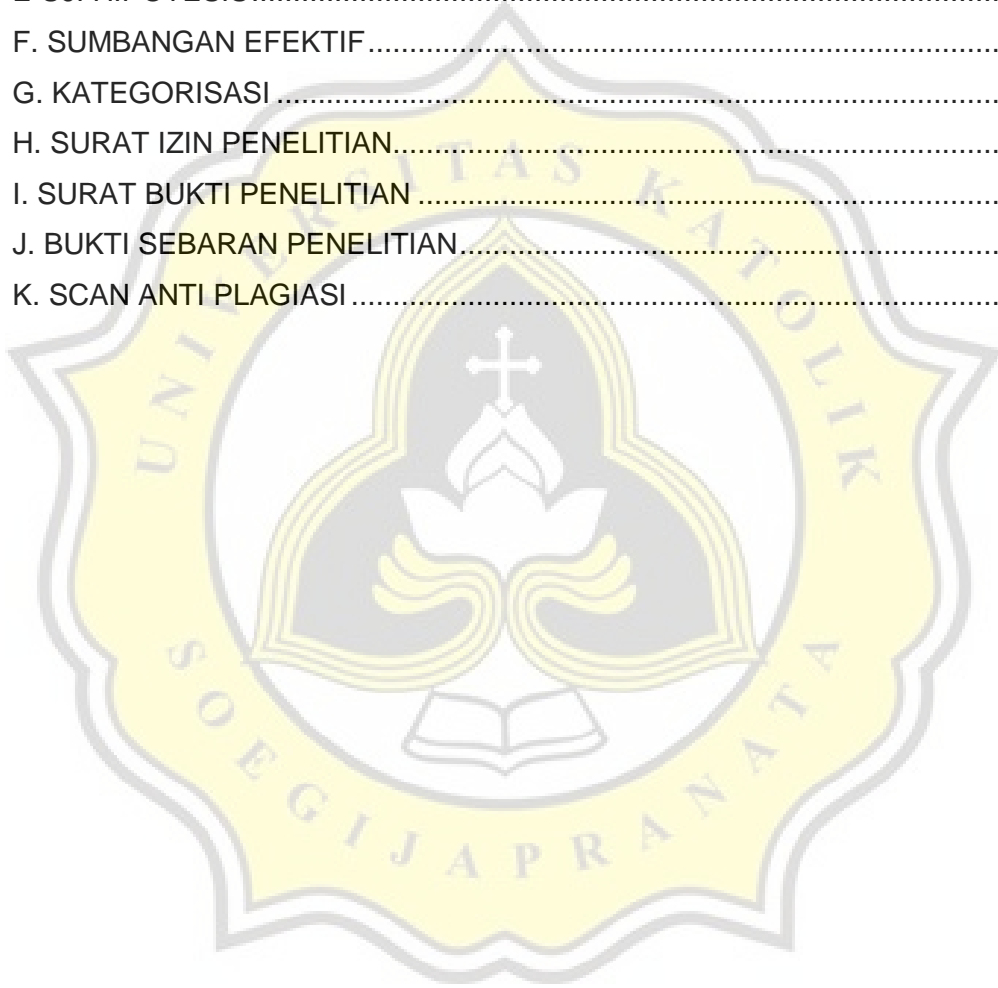 F. SUMBANGAN EFEKTIF................................................................................
G. KATEGORISASI................................................................................
H. SURAT IZIN PENELITIAN................................................................................
I. SURAT BUKTI PENELITIAN................................................................................
J. BUKTI SEBARAN PENELITIAN................................................................................
K. SCAN ANTI PLAGIASI................................................................................
UNIVERSITAS KATOLIK
SOEGIJAPRANATA